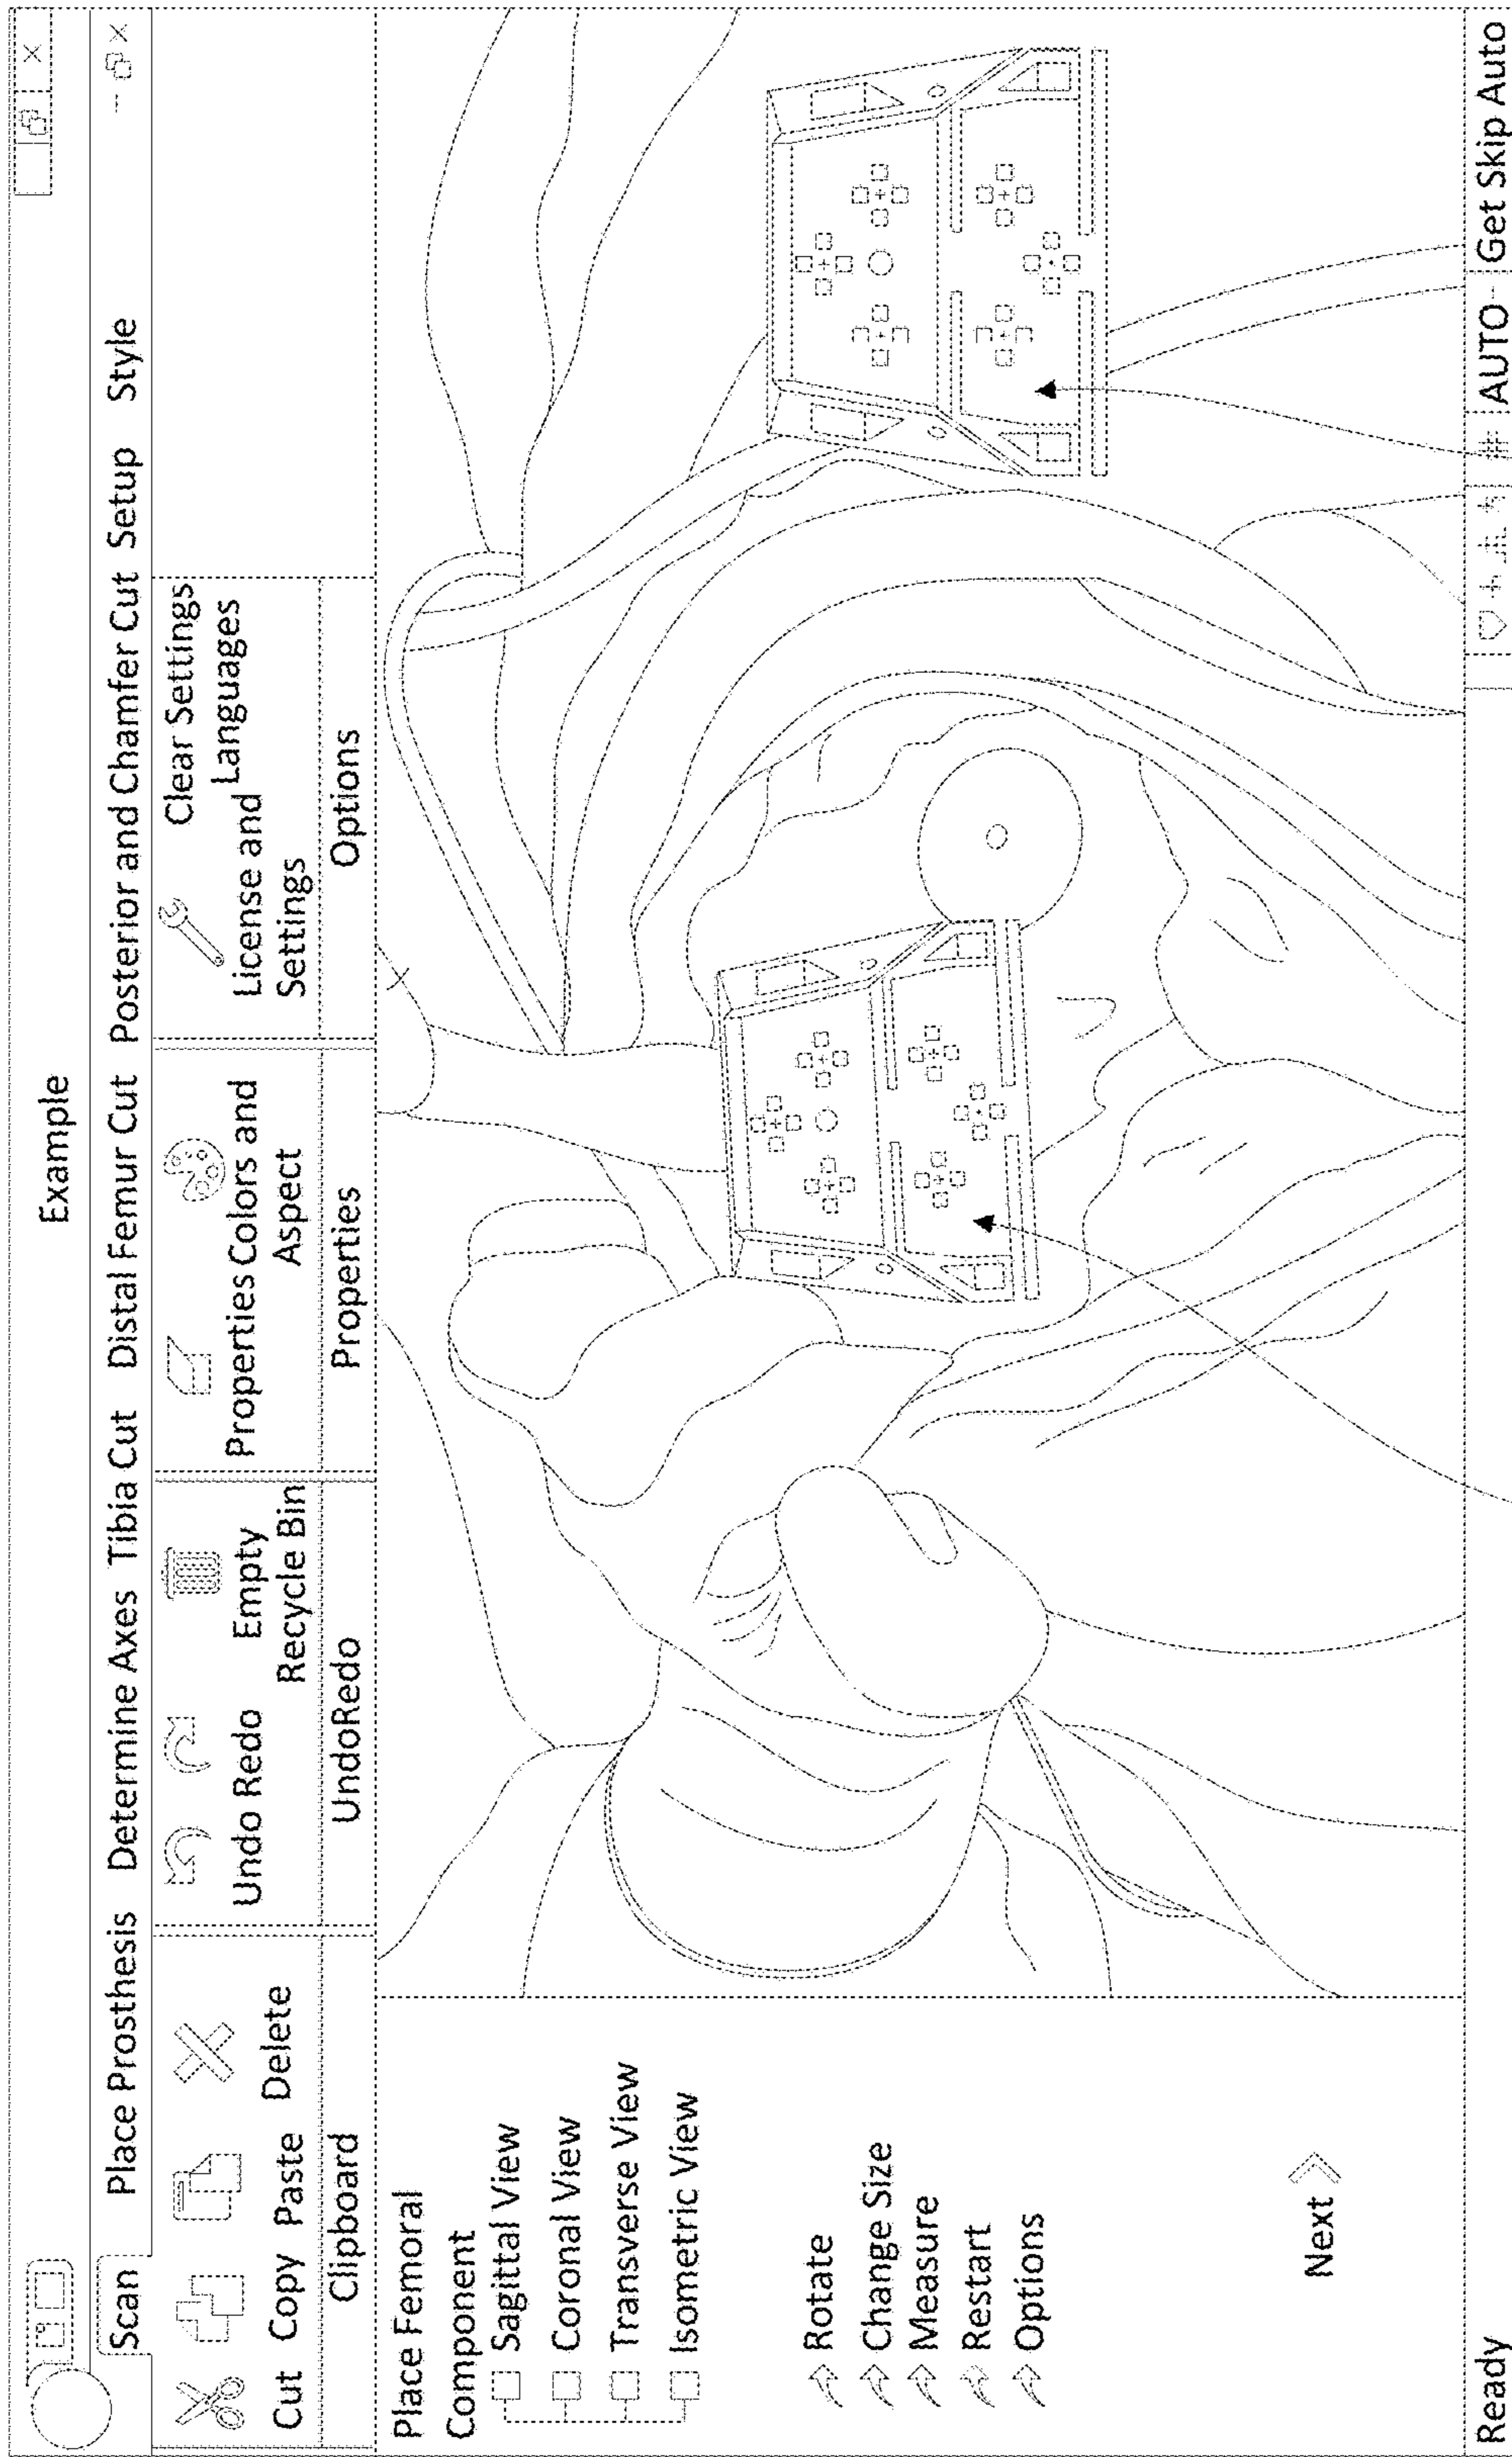 Example
Scan Place Prosthesis Determine Axes Tibia Cut Distal Femur Cut Posterior and Chamfer Cut Setup Style
Cut Copy Paste Delete
Clipboard
Undo Redo Empty
Recycle Bin
UndoRedo
Properties Colors and
Aspect
Properties
Clear Settings
Languages
License and
Settings
Options
Place Femoral
Component
Sagittal View
Coronal View
Transverse View
Isometric View
Rotate
Change Size
Measure
Restart
Options
Next
Ready
AUTO
Get Skip Auto